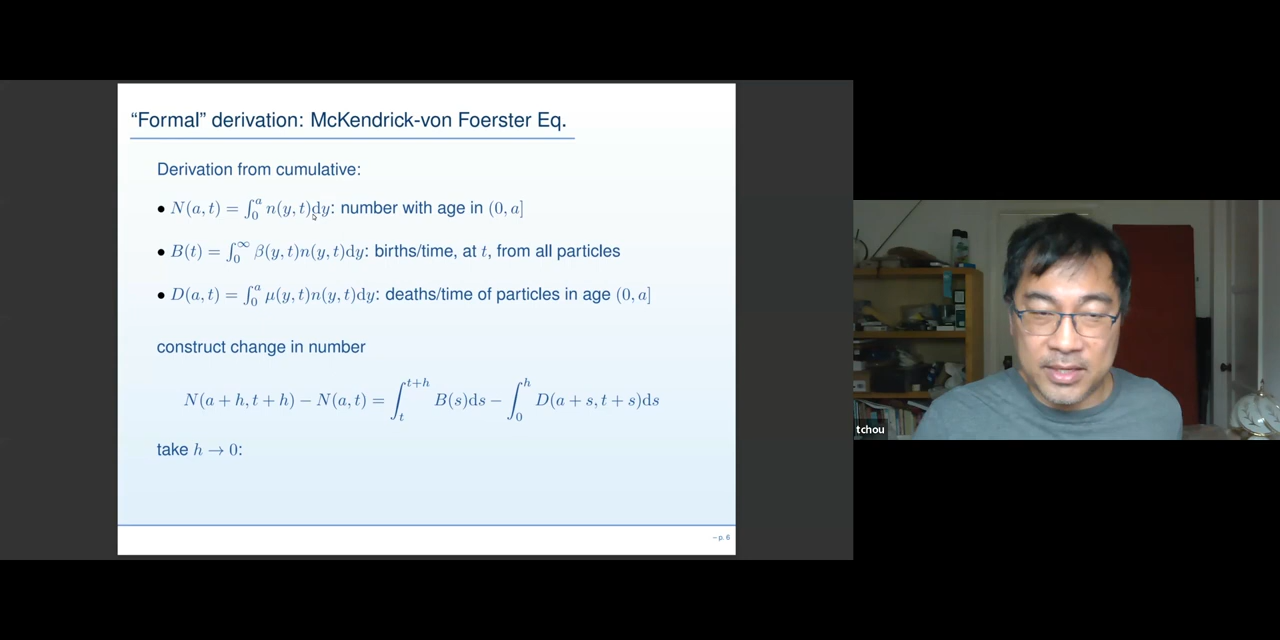 “Formal” derivation: McKendrick-von Foerster Eq.
Derivation from cumulative:
• N(a, t) = ∫₀ᵃ n(y, t)dy: number with age in (0, a]
• B(t) = ∫₀^∞ β(y, t)n(y, t)dy: births/time, at t, from all particles
• D(a, t) = ∫₀ᵃ μ(y, t)n(y, t)dy: deaths/time of particles in age (0, a]
construct change in number
N(a + h, t + h) − N(a, t) = ∫ₜ^{t+h} B(s)ds − ∫₀^h D(a + s, t + s)ds
take h → 0:
– p. 6
tchou